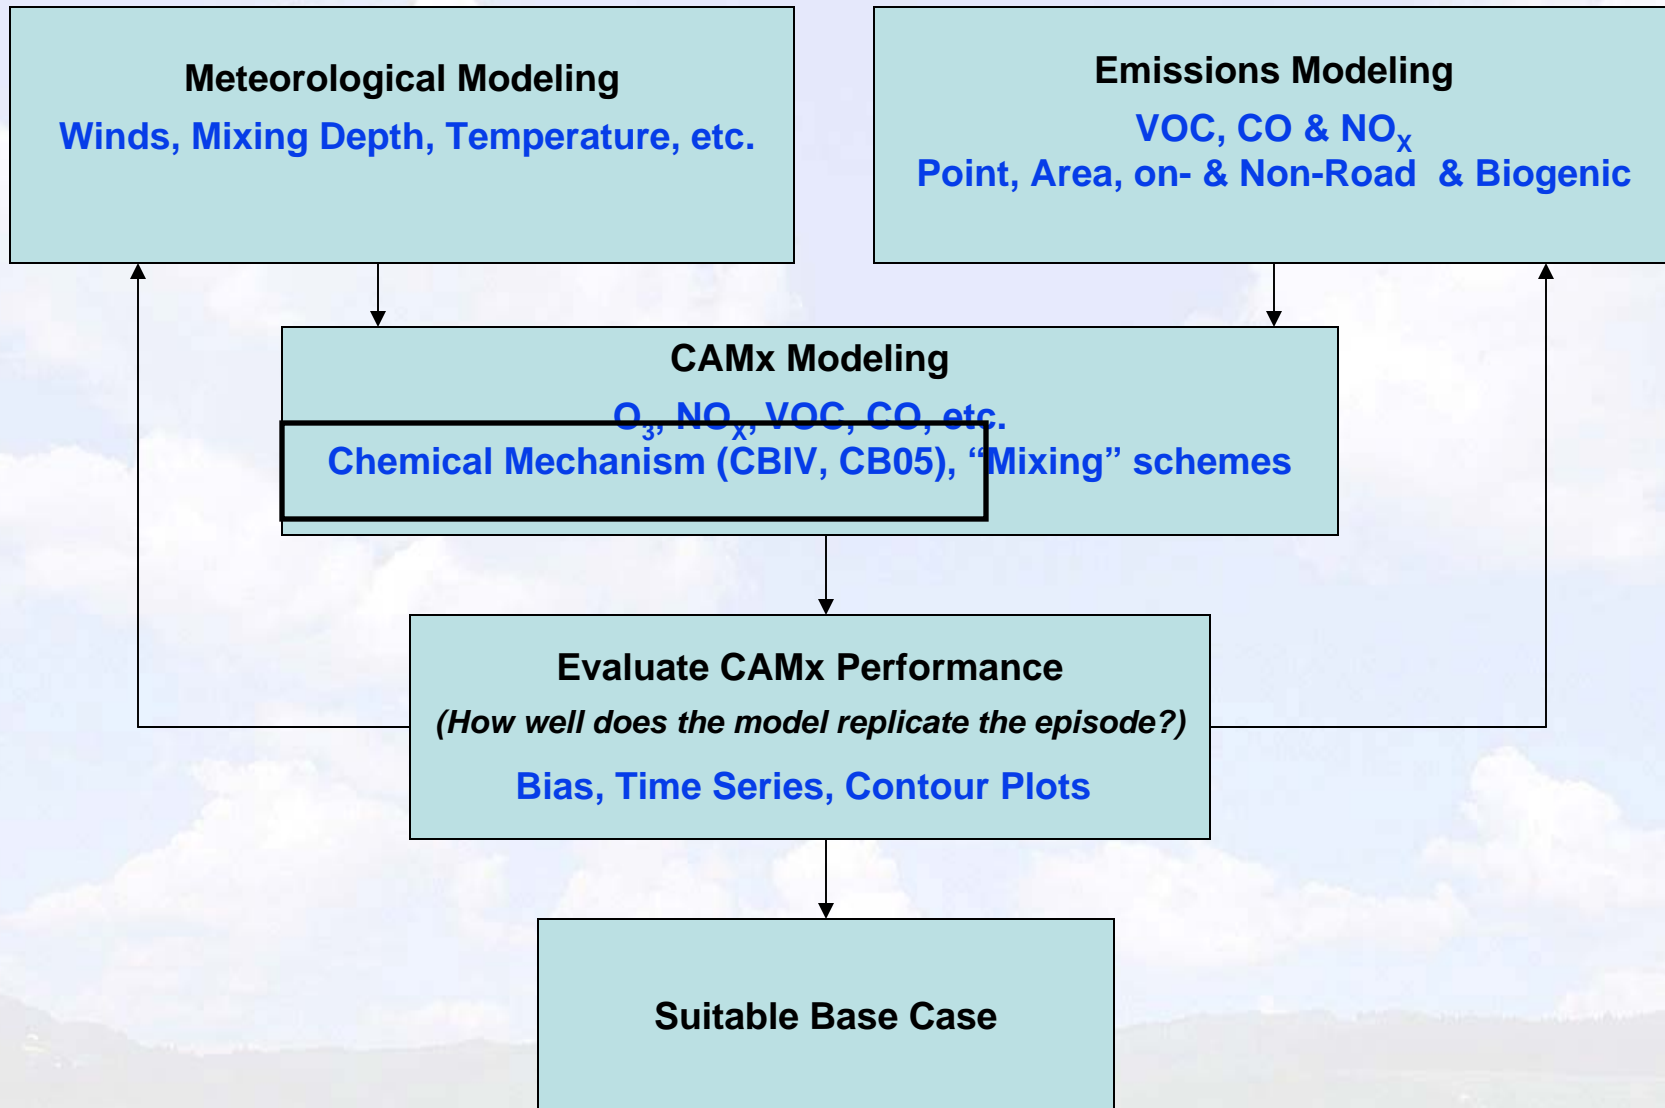 Meteorological Modeling
Winds, Mixing Depth, Temperature, etc.
Emissions Modeling
VOC, CO & NOX
Point, Area, on- & Non-Road & Biogenic
CAMx Modeling
O3, NOX, VOC, CO, etc.
Chemical Mechanism (CBIV, CB05), “Mixing” schemes
Evaluate CAMx Performance
(How well does the model replicate the episode?)
Bias, Time Series, Contour Plots
Suitable Base Case